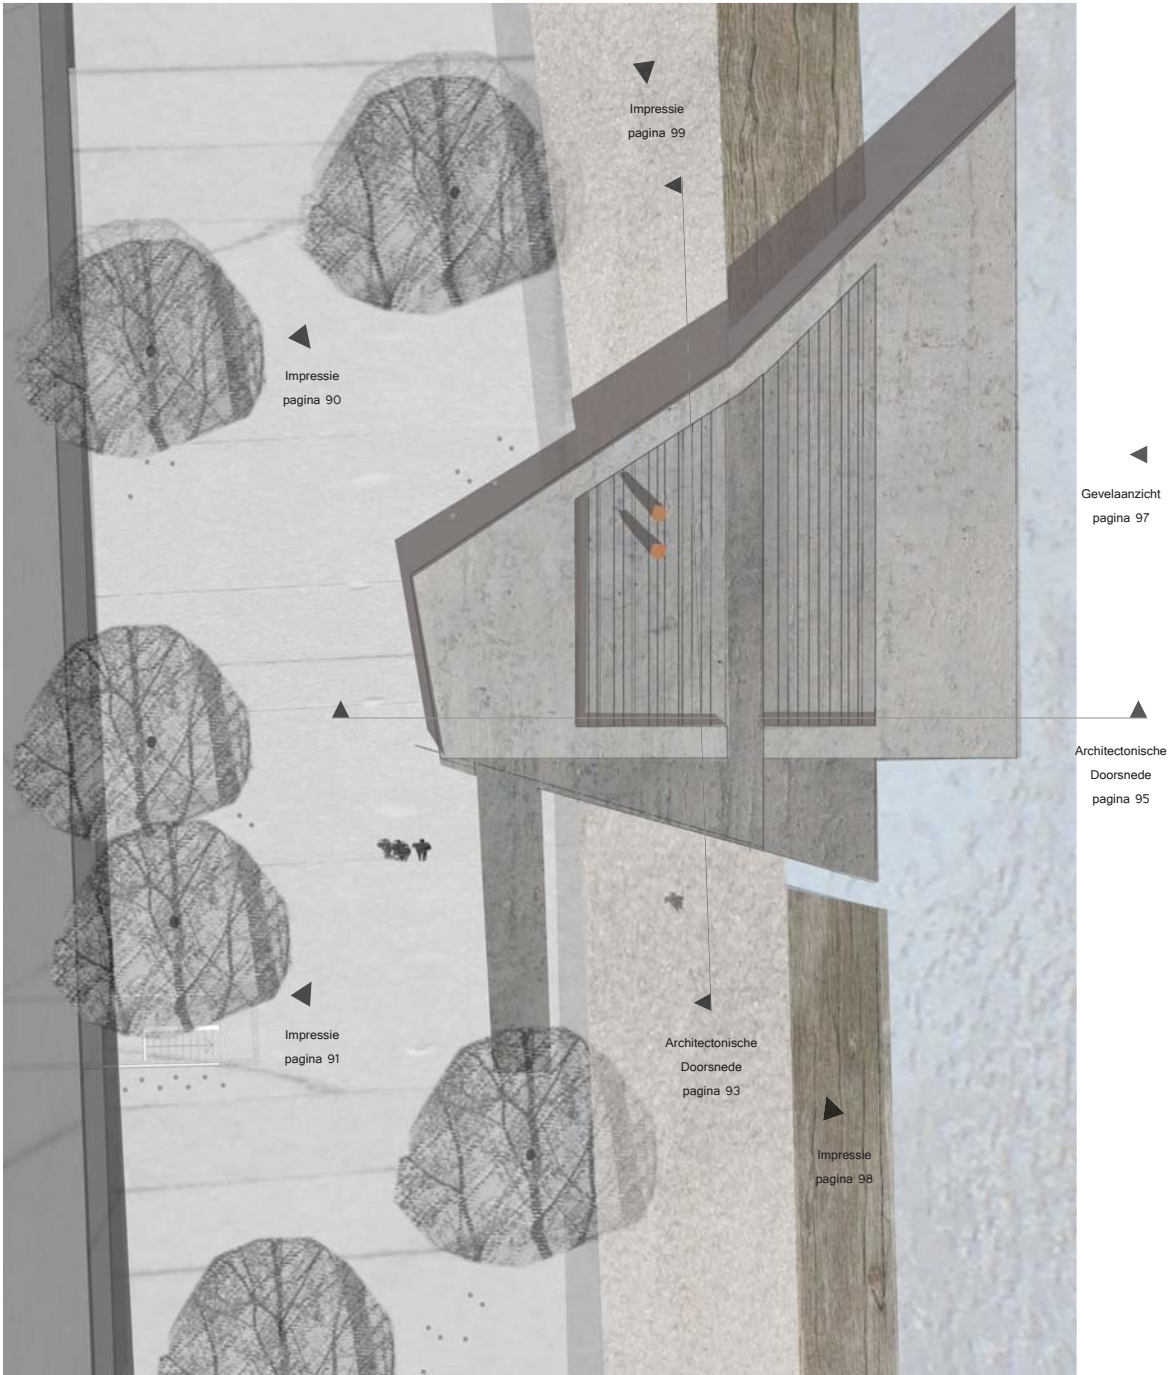 Impressie
pagina 99
Impressie
pagina 90
Gevelaanzicht
pagina 97
Architectonische
Doorsnede
pagina 95
Impressie
pagina 91
Architectonische
Doorsnede
pagina 93
Impressie
pagina 98